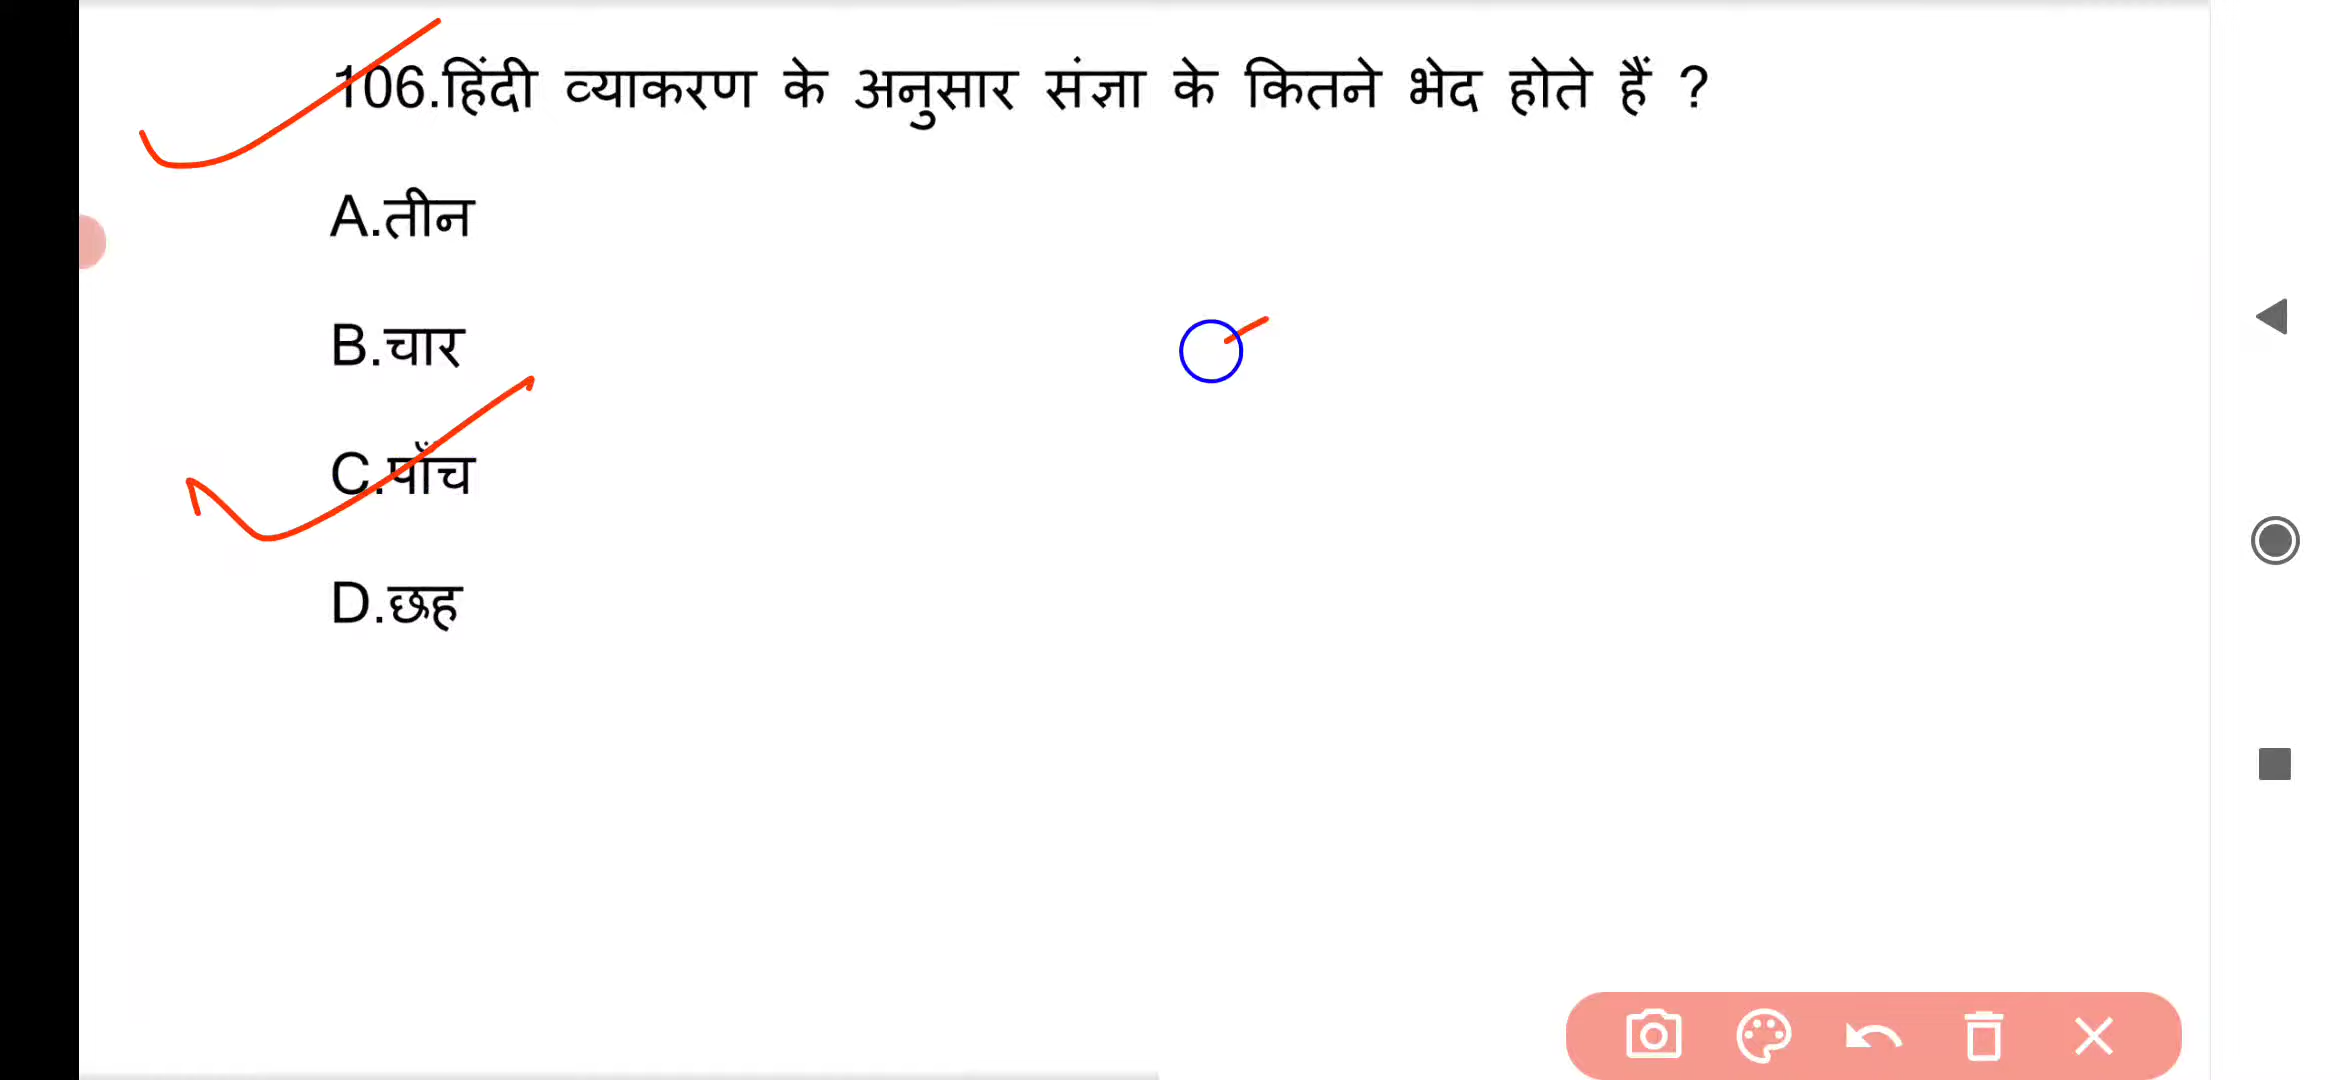 106.हिंदी व्याकरण के अनुसार संज्ञा के कितने भेद होते हैं ?
A.तीन
B.चार
C.पाँच
D.छह